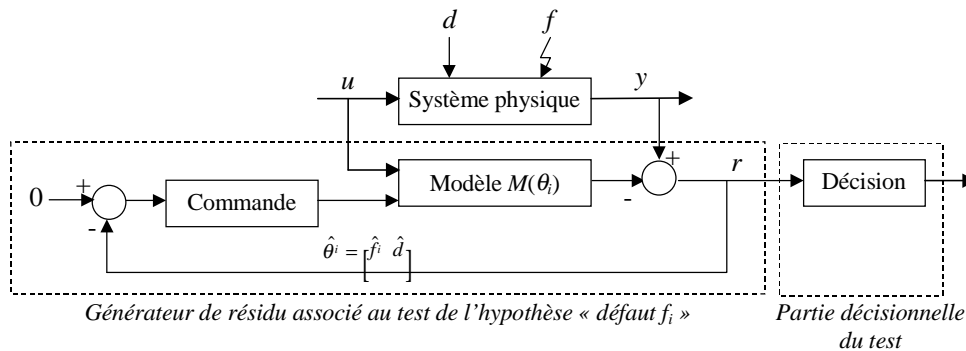 d f
u y
Système physique
+
r
0 + Commande Modèle M(θi) - Décision
-
θ̂ⁱ = [f̂ᵢ d̂]
Générateur de résidu associé au test de l’hypothèse « défaut fi »
Partie décisionnelle
du test